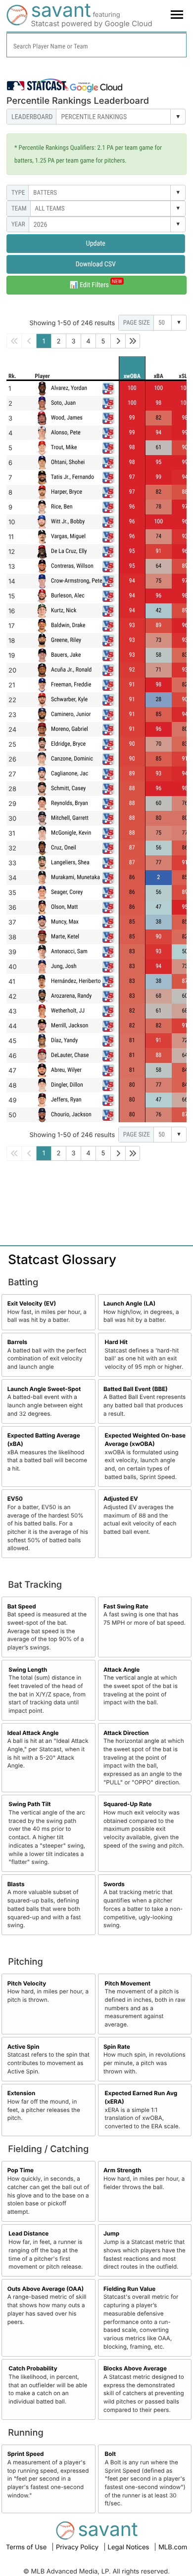 savant featuring
Statcast powered by Google Cloud
Search Player Name or Team
STATCAST Google Cloud
Percentile Rankings Leaderboard
LEADERBOARD PERCENTILE RANKINGS
* Percentile Rankings Qualifiers: 2.1 PA per team game for
batters, 1.25 PA per team game for pitchers.
TYPE BATTERS
TEAM ALL TEAMS
YEAR 2026
Update
Download CSV
Edit Filters NEW
Showing 1-50 of 246 results PAGE SIZE 50
1 2 3 4 5
Rk. Player xwOBA xBA xSL
1 Alvarez, Yordan 100 100
2 Soto, Juan 100 98
3 Wood, James 99 82
4 Alonso, Pete 99 94
5 Trout, Mike 98 61
6 Ohtani, Shohei 98 95
7 Tatis Jr., Fernando 97 99
8 Harper, Bryce 97 82
9 Rice, Ben 96 78
10 Witt Jr., Bobby 96 100
11 Vargas, Miguel 96 74
12 De La Cruz, Elly 95 91
13 Contreras, Willson 95 64
14 Crow-Armstrong, Pete 94 75
15 Burleson, Alec 94 96
16 Kurtz, Nick 94 42
17 Baldwin, Drake 93 89
18 Greene, Riley 93 73
19 Bauers, Jake 93 58
20 Acuña Jr., Ronald 92 71
21 Freeman, Freddie 91 98
22 Schwarber, Kyle 91 28
23 Caminero, Junior 91 85
24 Moreno, Gabriel 91 96
25 Eldridge, Bryce 90 70
26 Canzone, Dominic 90 85
27 Caglianone, Jac 89 93
28 Schmitt, Casey 88 96
29 Reynolds, Bryan 88 60
30 Mitchell, Garrett 88 80
31 McGonigle, Kevin 88 75
32 Cruz, Oneil 87 56
33 Langeliers, Shea 87 77
34 Murakami, Munetaka 86 2
35 Seager, Corey 86 56
36 Olson, Matt 86 47
37 Muncy, Max 85 38
38 Marte, Ketel 85 90
39 Antonacci, Sam 83 93
40 Jung, Josh 83 94
41 Hernández, Heriberto 83 38
42 Arozarena, Randy 83 68
43 Wetherholt, JJ 82 61
44 Merrill, Jackson 82 82
45 Díaz, Yandy 81 91
46 DeLauter, Chase 81 88
47 Abreu, Wilyer 81 58
48 Dingler, Dillon 80 77
49 Jeffers, Ryan 80 47
50 Chourio, Jackson 80 76
Showing 1-50 of 246 results PAGE SIZE 50
1 2 3 4 5
Statcast Glossary
Batting
Exit Velocity (EV)
How fast, in miles per hour, a
ball was hit by a batter.
Launch Angle (LA)
How high/low, in degrees, a
ball was hit by a batter.
Barrels
A batted ball with the perfect
combination of exit velocity
and launch angle
Hard Hit
Statcast defines a 'hard-hit
ball' as one hit with an exit
velocity of 95 mph or higher.
Launch Angle Sweet-Spot
A batted-ball event with a
launch angle between eight
and 32 degrees.
Batted Ball Event (BBE)
A Batted Ball Event represents
any batted ball that produces
a result.
Expected Batting Average
(xBA)
xBA measures the likelihood
that a batted ball will become
a hit.
Expected Weighted On-base
Average (xwOBA)
xwOBA is formulated using
exit velocity, launch angle
and, on certain types of
batted balls, Sprint Speed.
EV50
For a batter, EV50 is an
average of the hardest 50%
of his batted balls. For a
pitcher it is the average of his
softest 50% of batted balls
allowed.
Adjusted EV
Adjusted EV averages the
maximum of 88 and the
actual exit velocity of each
batted ball event.
Bat Tracking
Bat Speed
Bat speed is measured at the
sweet-spot of the bat.
Average bat speed is the
average of the top 90% of a
player's swings.
Fast Swing Rate
A fast swing is one that has
75 MPH or more of bat speed.
Swing Length
The total (sum) distance in
feet traveled of the head of
the bat in X/Y/Z space, from
start of tracking data until
impact point.
Attack Angle
The vertical angle at which
the sweet spot of the bat is
traveling at the point of
impact with the ball.
Ideal Attack Angle
A ball is hit at an "Ideal Attack
Angle," per Statcast, when it
is hit with a 5-20° Attack
Angle.
Attack Direction
The horizontal angle at which
the sweet spot of the bat is
traveling at the point of
impact with the ball,
expressed as an angle to the
"PULL" or "OPPO" direction.
Swing Path Tilt
The vertical angle of the arc
traced by the swing path
over the 40 ms prior to
contact. A higher tilt
indicates a "steeper" swing,
while a lower tilt indicates a
"flatter" swing.
Squared-Up Rate
How much exit velocity was
obtained compared to the
maximum possible exit
velocity available, given the
speed of the swing and pitch.
Blasts
A more valuable subset of
squared-up balls, defining
batted balls that were both
squared-up and with a fast
swing.
Swords
A bat tracking metric that
quantifies when a pitcher
forces a batter to take a non-
competitive, ugly-looking
swing.
Pitching
Pitch Velocity
How hard, in miles per hour, a
pitch is thrown.
Pitch Movement
The movement of a pitch is
defined in inches, both in raw
numbers and as a
measurement against
average.
Active Spin
Statcast refers to the spin that
contributes to movement as
Active Spin.
Spin Rate
How much spin, in revolutions
per minute, a pitch was
thrown with.
Extension
How far off the mound, in
feet, a pitcher releases the
pitch.
Expected Earned Run Avg
(xERA)
xERA is a simple 1:1
translation of xwOBA,
converted to the ERA scale.
Fielding / Catching
Pop Time
How quickly, in seconds, a
catcher can get the ball out of
his glove and to the base on a
stolen base or pickoff
attempt.
Arm Strength
How hard, in miles per hour, a
fielder throws the ball.
Lead Distance
How far, in feet, a runner is
ranging off the bag at the
time of a pitcher's first
movement or pitch release.
Jump
Jump is a Statcast metric that
shows which players have the
fastest reactions and most
direct routes in the outfield.
Outs Above Average (OAA)
A range-based metric of skill
that shows how many outs a
player has saved over his
peers.
Fielding Run Value
Statcast's overall metric for
capturing a player's
measurable defensive
performance onto a run-
based scale, converting
various metrics like OAA,
blocking, framing, etc.
Catch Probability
The likelihood, in percent,
that an outfielder will be able
to make a catch on an
individual batted ball.
Blocks Above Average
A Statcast metric designed to
express the demonstrated
skill of catchers at preventing
wild pitches or passed balls
compared to their peers.
Running
Sprint Speed
A measurement of a player's
top running speed, expressed
in "feet per second in a
player's fastest one-second
window."
Bolt
A Bolt is any run where the
Sprint Speed (defined as
"feet per second in a player's
fastest one-second window")
of the runner is at least 30
ft/sec.
savant
Terms of Use | Privacy Policy | Legal Notices | MLB.com
© MLB Advanced Media, LP. All rights reserved.